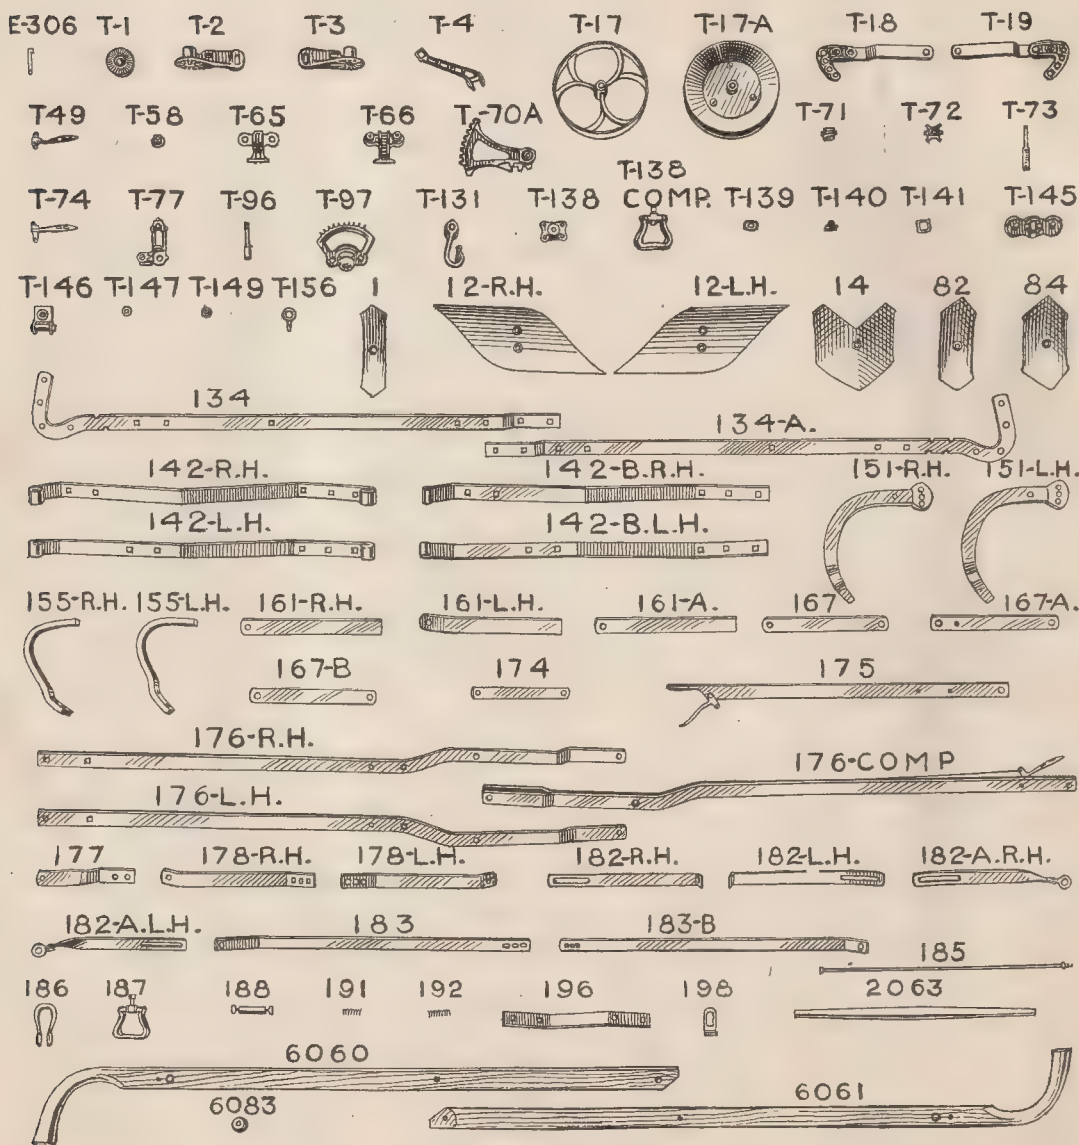 E-306 T-1 T-2 T-3 T-4 T-17 T-17-A T-18 T-19
T49 T-58 T-65 T-66 T-70A T-71 T-72 T-73
T-74 T-77 T-96 T-97 T-131 T-138 T-138 COMP. T-139 T-140 T-141 T-145
T-146 T-147 T-149 T-156 1 12-R.H. 12-L.H. 14 82 84
134
134-A.
142-R.H. 142-B.R.H. 151-R.H. 151-L.H.
142-L.H. 142-B.L.H.
155-R.H. 155-L.H. 161-R.H. 161-L.H. 161-A. 167 167-A.
167-B 174 175
176-R.H.
176-COMP
176-L.H.
177 178-R.H. 178-L.H. 182-R.H. 182-L.H. 182-A.R.H.
182-A.L.H. 183 183-B
185
186 187 188 191 192 196 198 2063
6060
6083 6061